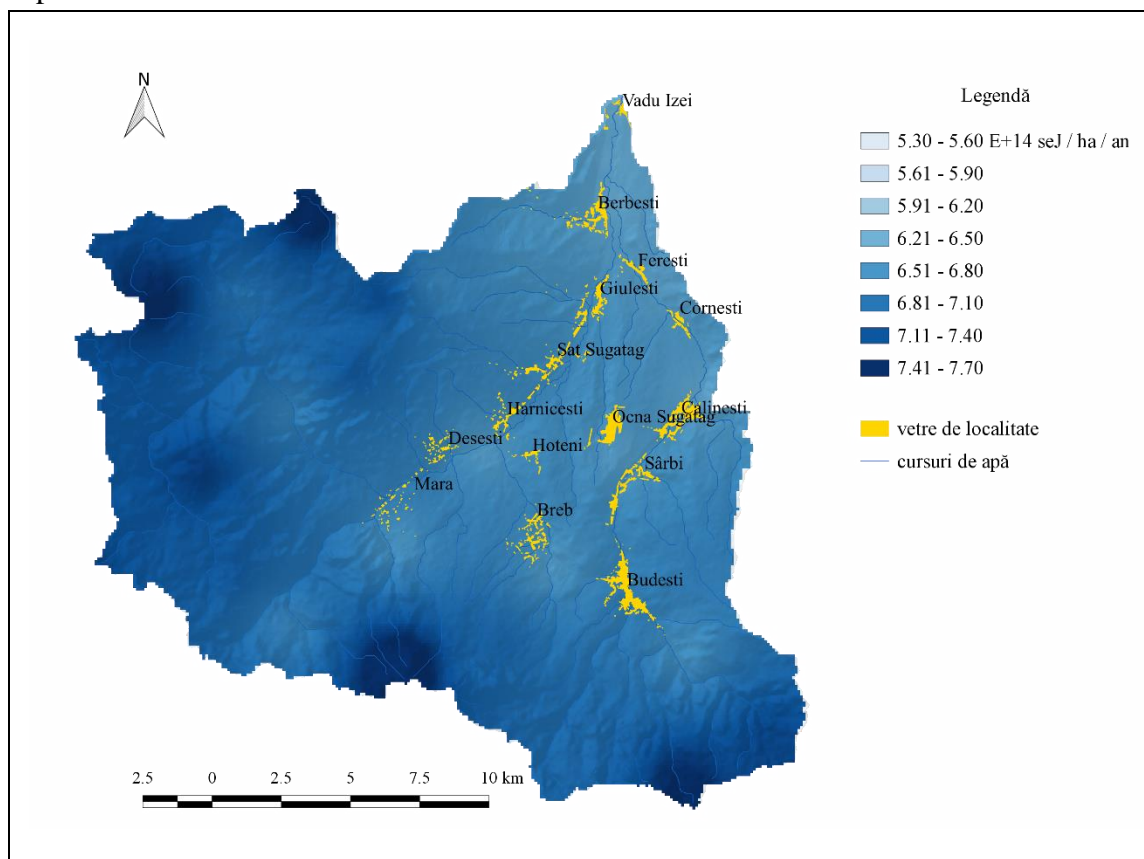 N
Vadu Izei
Berbesti
Feresti
Giulesti
Cornesti
Sat Sugatag
Harnicesti
Ocna Sugatag
Calinesti
Desesti
Hoteni
Sârbi
Mara
Breb
Budesti
2.5 0 2.5 5 7.5 10 km
Legendă
5.30 - 5.60 E+14 seJ / ha / an
5.61 - 5.90
5.91 - 6.20
6.21 - 6.50
6.51 - 6.80
6.81 - 7.10
7.11 - 7.40
7.41 - 7.70
vetre de localitate
cursuri de apă